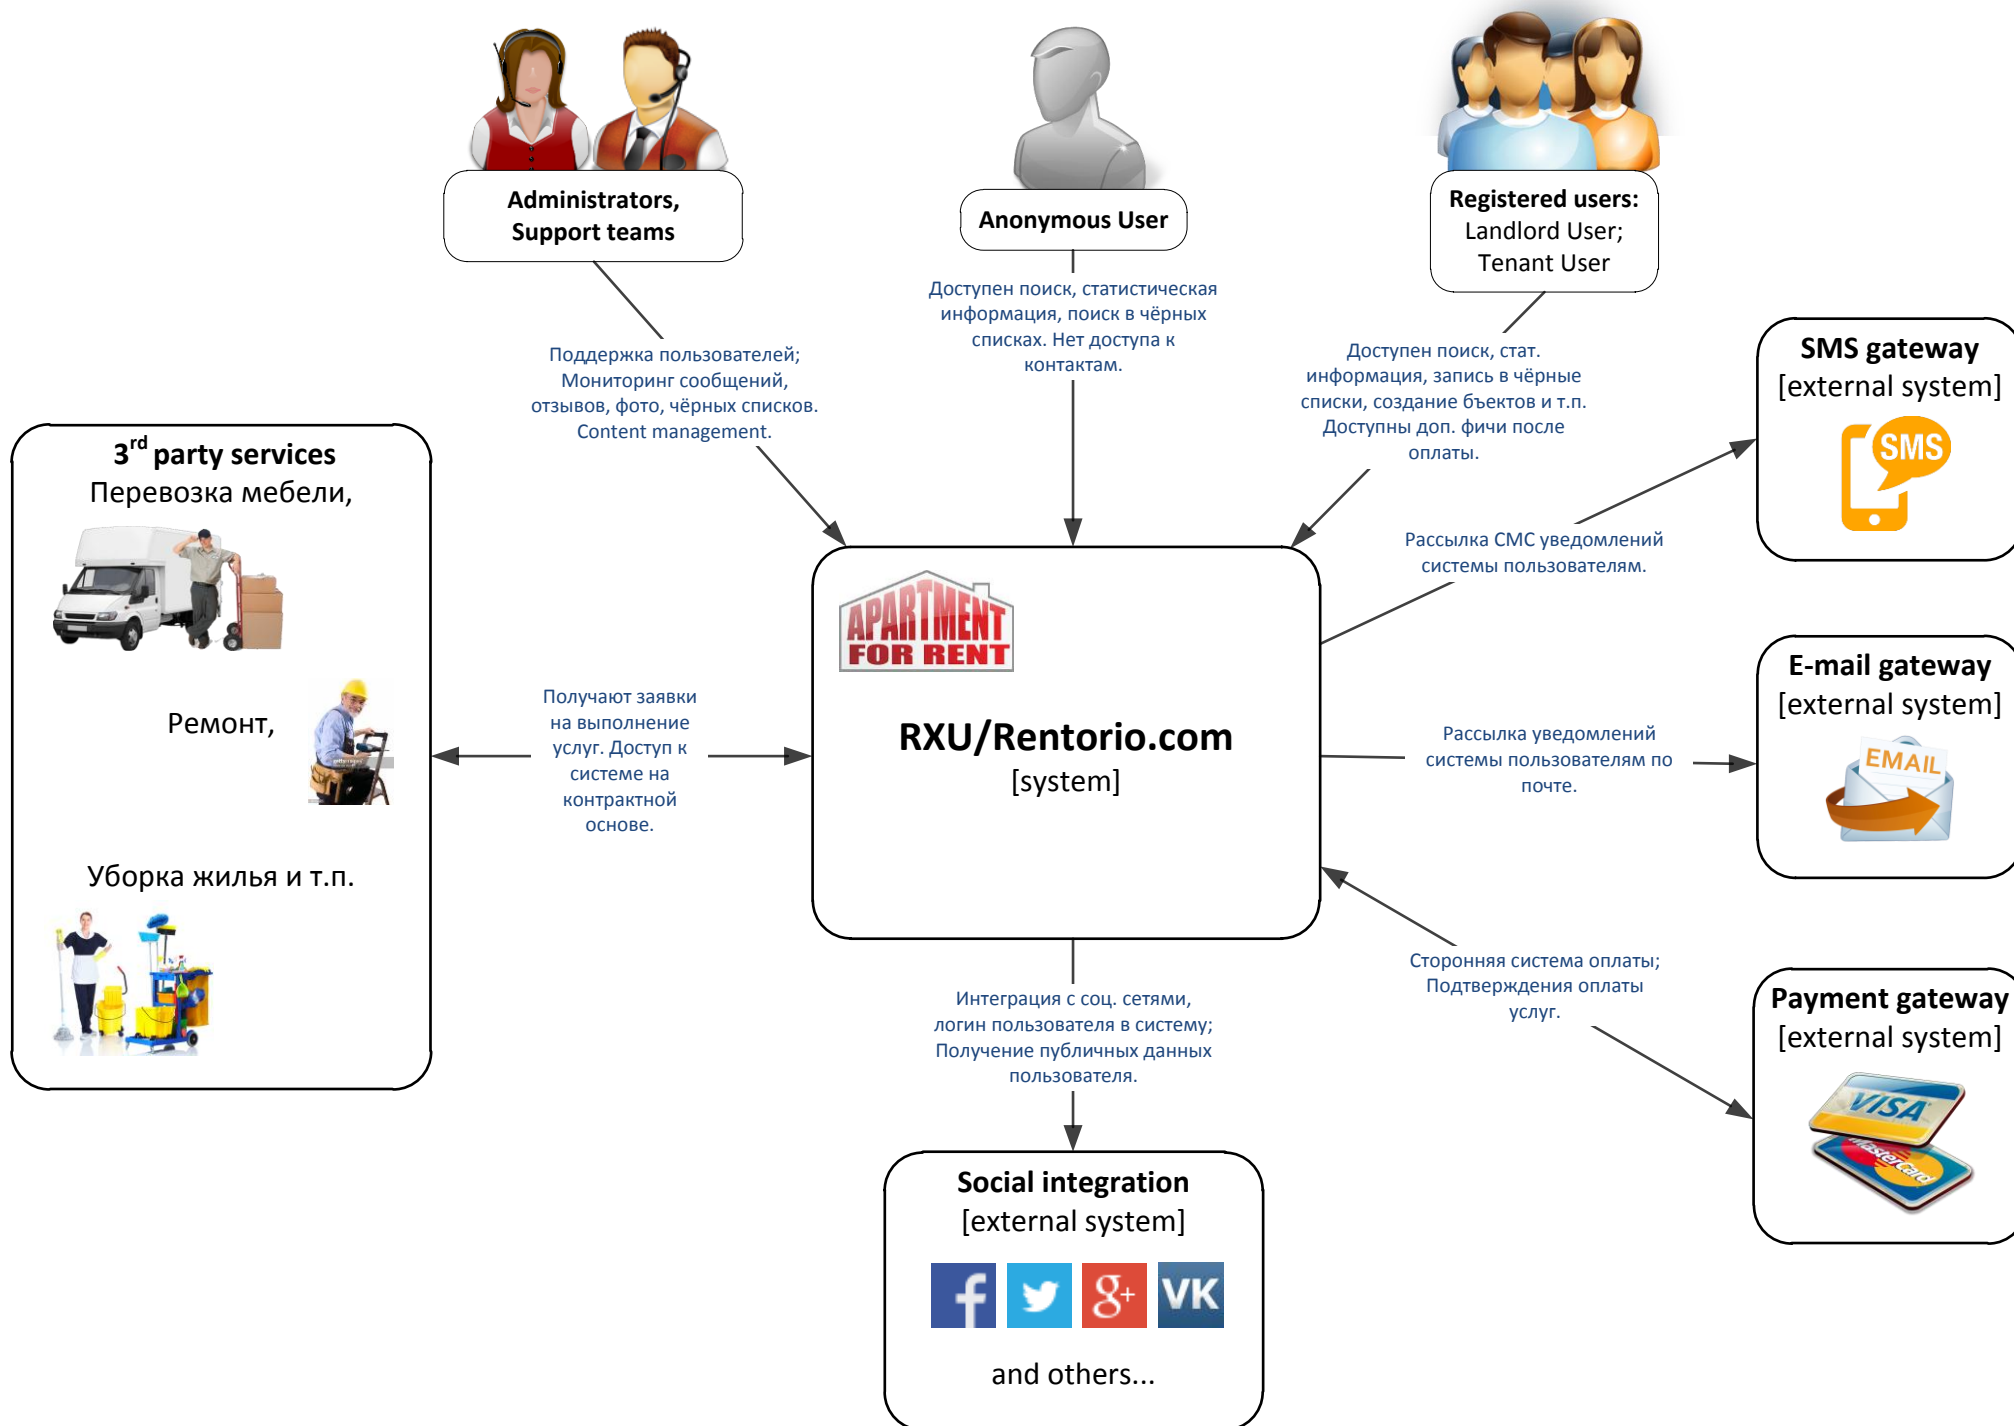 Administrators,
Support teams
Anonymous User
Registered users:
Landlord User;
Tenant User
Доступен поиск, статистическая
информация, поиск в чёрных
списках. Нет доступа к
контактам.
Поддержка пользователей;
Мониторинг сообщений,
отзывов, фото, чёрных списков.
Content management.
Доступен поиск, стат.
информация, запись в чёрные
списки, создание бъектов и т.п.
Доступны доп. фичи после
оплаты.
SMS gateway
[external system]
SMS
3rd party services
Перевозка мебели,
Ремонт,
Уборка жилья и т.п.
Рассылка СМС уведомлений
системы пользователям.
APARTMENT
FOR RENT
RXU/Rentorio.com
[system]
Получают заявки
на выполнение
услуг. Доступ к
системе на
контрактной
основе.
Рассылка уведомлений
системы пользователям по
почте.
E-mail gateway
[external system]
EMAIL
Сторонняя система оплаты;
Подтверждения оплаты
услуг.
Payment gateway
[external system]
VISA
MasterCard
Интеграция с соц. сетями,
логин пользователя в систему;
Получение публичных данных
пользователя.
Social integration
[external system]
f
g+
VK
and others...